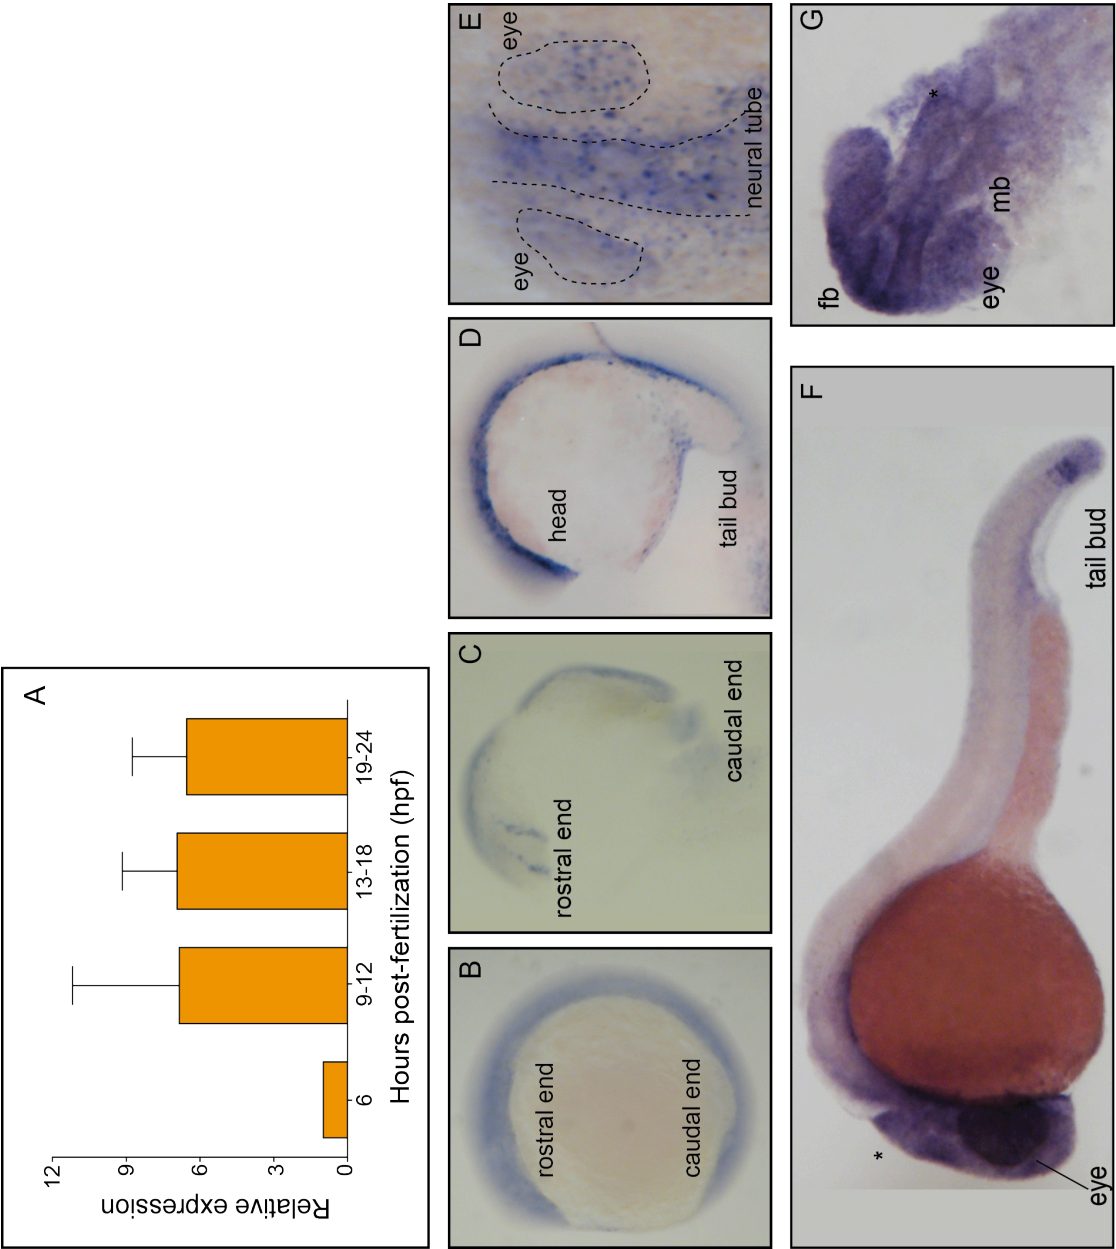 A
12
9
6
3
0
Relative expression
6
9-12
13-18
19-24
Hours post-fertilization (hpf)
B
rostral end
caudal end
C
rostral end
caudal end
D
head
tail bud
E
eye
eye
neural tube
F
*
eye
tail bud
G
fb
eye
mb
*